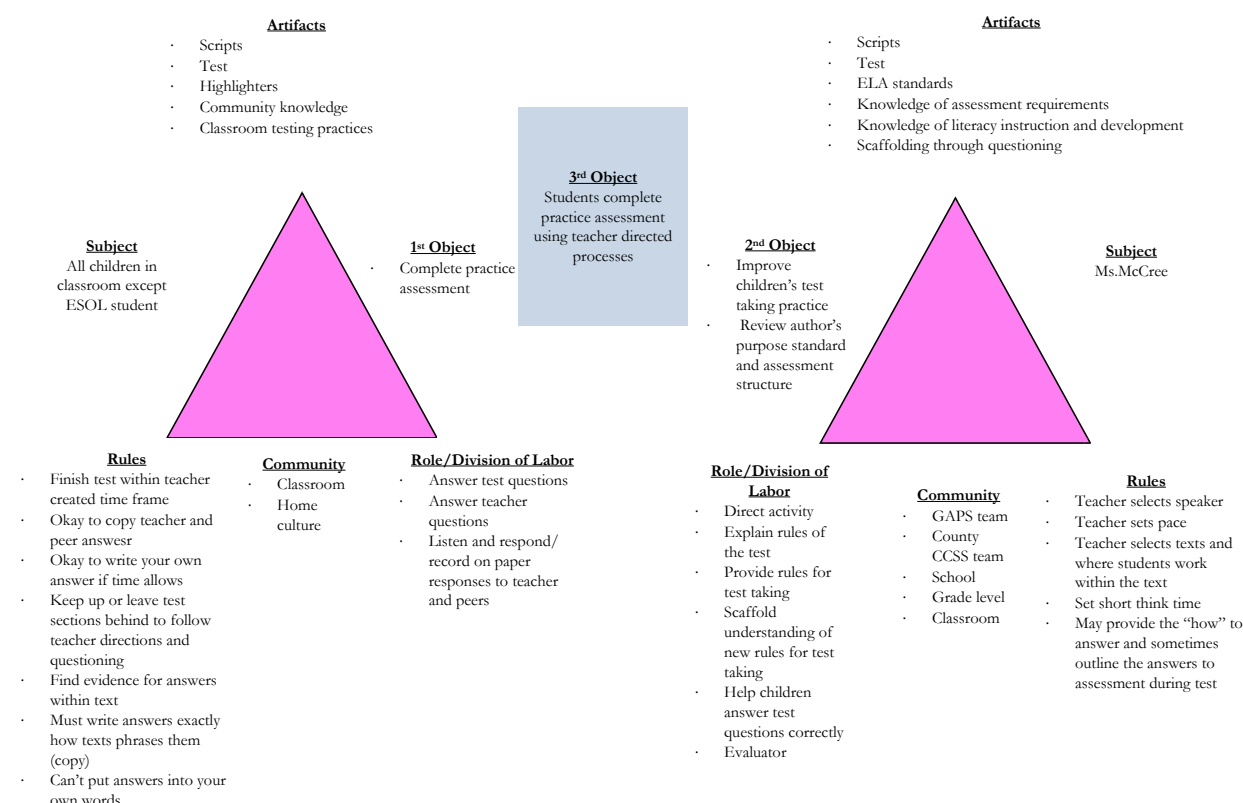 Artifacts
· Scripts
· Test
· Highlighters
· Community knowledge
· Classroom testing practices
Artifacts
· Scripts
· Test
· ELA standards
· Knowledge of assessment requirements
· Knowledge of literacy instruction and development
· Scaffolding through questioning
Subject
All children in
classroom except
ESOL student
1st Object
· Complete practice
assessment
3rd Object
Students complete
practice assessment
using teacher directed
processes
2nd Object
· Improve
children's test
taking practice
· Review author's
purpose standard
and assessment
structure
Subject
Ms.McCree
Rules
· Finish test within teacher
created time frame
· Okay to copy teacher and
peer answesr
· Okay to write your own
answer if time allows
· Keep up or leave test
sections behind to follow
teacher directions and
questioning
· Find evidence for answers
within text
· Must write answers exactly
how texts phrases them
(copy)
· Can't put answers into your
own words
Community
· Classroom
· Home
culture
Role/Division of Labor
· Answer test questions
· Answer teacher
questions
· Listen and respond/
record on paper
responses to teacher
and peers
Role/Division of
Labor
· Direct activity
· Explain rules of
the test
· Provide rules for
test taking
· Scaffold
understanding of
new rules for test
taking
· Help children
answer test
questions correctly
· Evaluator
Community
· GAPS team
· County
CCSS team
· School
· Grade level
· Classroom
Rules
· Teacher selects speaker
· Teacher sets pace
· Teacher selects texts and
where students work
within the text
· Set short think time
· May provide the "how" to
answer and sometimes
outline the answers to
assessment during test